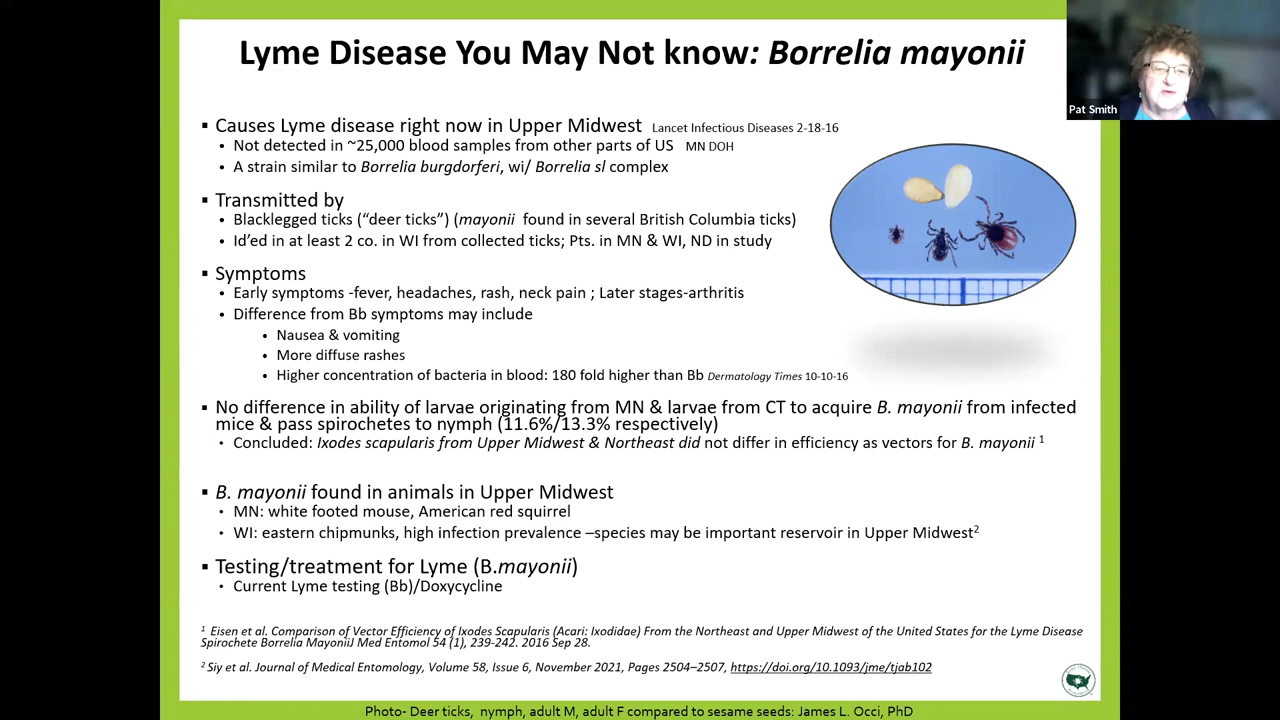 Lyme Disease You May Not know: Borrelia mayonii
Pat Smith
▪ Causes Lyme disease right now in Upper Midwest Lancet Infectious Diseases 2-18-16
• Not detected in ~25,000 blood samples from other parts of US MN DOH
• A strain similar to Borrelia burgdorferi, wi/ Borrelia sl complex
▪ Transmitted by
• Blacklegged ticks (“deer ticks”) (mayonii found in several British Columbia ticks)
• Id’ed in at least 2 co. in WI from collected ticks; Pts. in MN & WI, ND in study
▪ Symptoms
• Early symptoms -fever, headaches, rash, neck pain ; Later stages-arthritis
• Difference from Bb symptoms may include
• Nausea & vomiting
• More diffuse rashes
• Higher concentration of bacteria in blood: 180 fold higher than Bb Dermatology Times 10-10-16
▪ No difference in ability of larvae originating from MN & larvae from CT to acquire B. mayonii from infected
mice & pass spirochetes to nymph (11.6%/13.3% respectively)
• Concluded: Ixodes scapularis from Upper Midwest & Northeast did not differ in efficiency as vectors for B. mayonii 1
▪ B. mayonii found in animals in Upper Midwest
• MN: white footed mouse, American red squirrel
• WI: eastern chipmunks, high infection prevalence –species may be important reservoir in Upper Midwest2
▪ Testing/treatment for Lyme (B.mayonii)
• Current Lyme testing (Bb)/Doxycycline
1 Eisen et al. Comparison of Vector Efficiency of Ixodes Scapularis (Acari: Ixodidae) From the Northeast and Upper Midwest of the United States for the Lyme Disease
Spirochete Borrelia MayoniiJ Med Entomol 54 (1), 239-242. 2016 Sep 28.
2 Siy et al. Journal of Medical Entomology, Volume 58, Issue 6, November 2021, Pages 2504–2507, https://doi.org/10.1093/jme/tjab102
Photo- Deer ticks, nymph, adult M, adult F compared to sesame seeds: James L. Occi, PhD